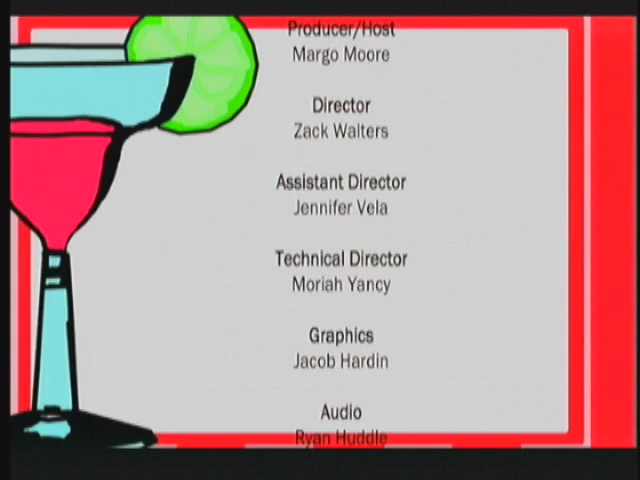 Producer/Host
Margo Moore
Director
Zack Walters
Assistant Director
Jennifer Vela
Technical Director
Moriah Yancy
Graphics
Jacob Hardin
Audio
Ryan Huddle